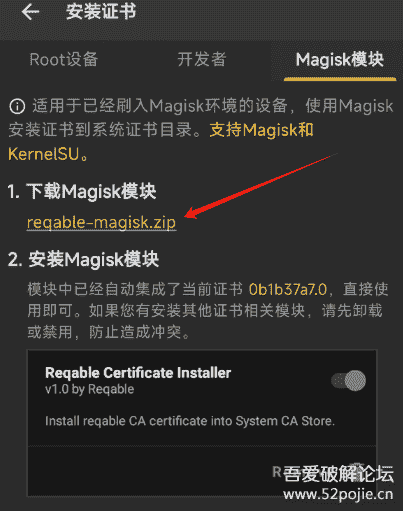 安装证书
Root设备 开发者 Magisk模块
适用于已经刷入Magisk环境的设备，使用Magisk
安装证书到系统证书目录。支持Magisk和
KernelSU。
1. 下载Magisk模块
reqable-magisk.zip
2. 安装Magisk模块
模块中已经自动集成了当前证书 0b1b37a7.0，直接使
用即可。如果您有安装其他证书相关模块，请先卸载
或禁用，防止造成冲突。
Reqable Certificate Installer
v1.0 by Reqable
Install reqable CA certificate into System CA Store.
吾爱破解论坛
www.52pojie.cn